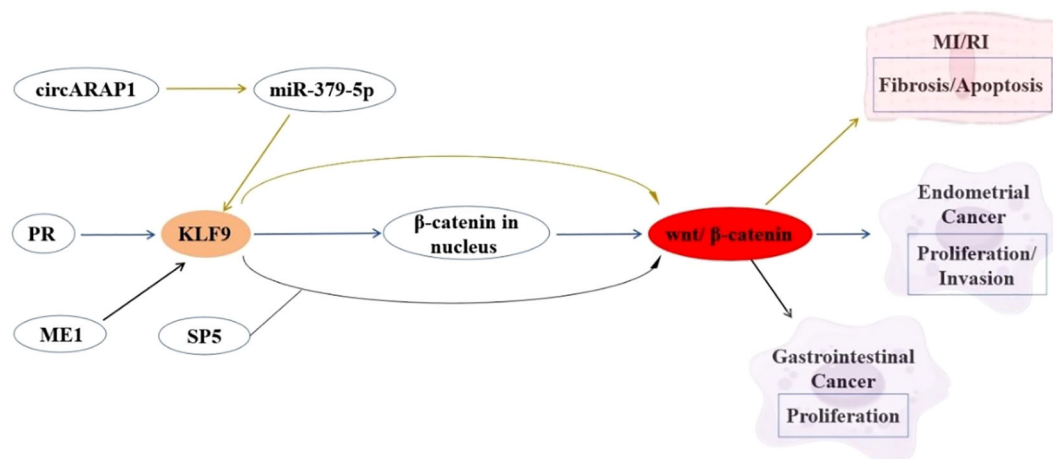 MI/RI
circARAP1
miR-379-5p
Fibrosis/Apoptosis
PR
KLF9
β-catenin in
nucleus
wnt/ β-catenin
Endometrial
Cancer
Proliferation/
Invasion
ME1
SP5
Gastrointestinal
Cancer
Proliferation